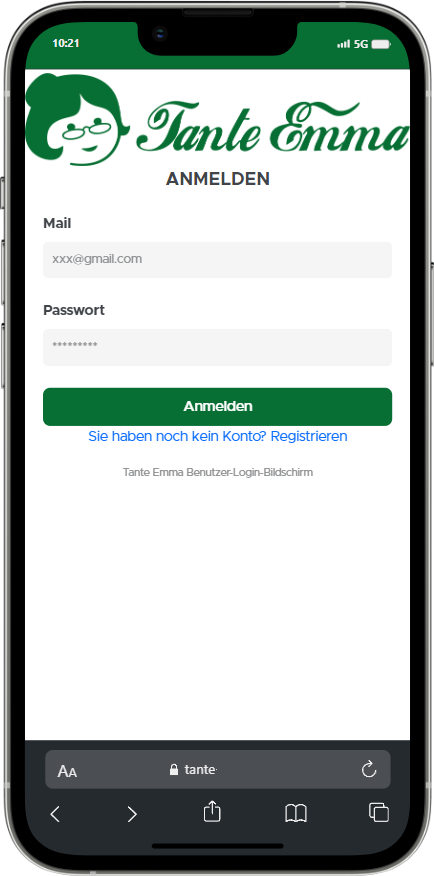 10:21
5G
Tante Emma
ANMELDEN
Mail
xxx@gmail.com
Passwort
*********
Anmelden
Sie haben noch kein Konto? Registrieren
Tante Emma Benutzer-Login-Bildschirm
AA
tante-